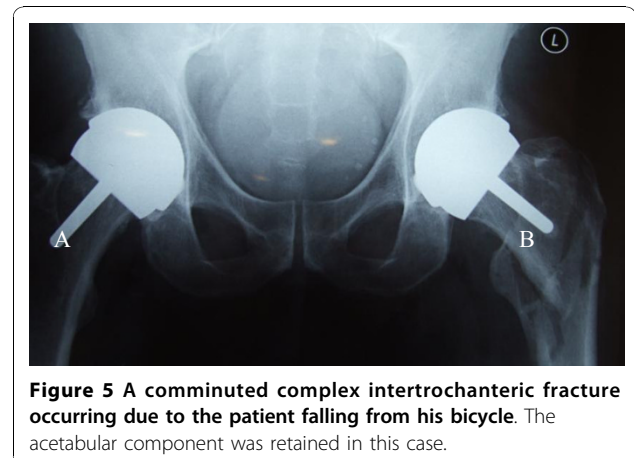 L
A
B
Figure 5 A comminuted complex intertrochanteric fracture
occurring due to the patient falling from his bicycle. The
acetabular component was retained in this case.